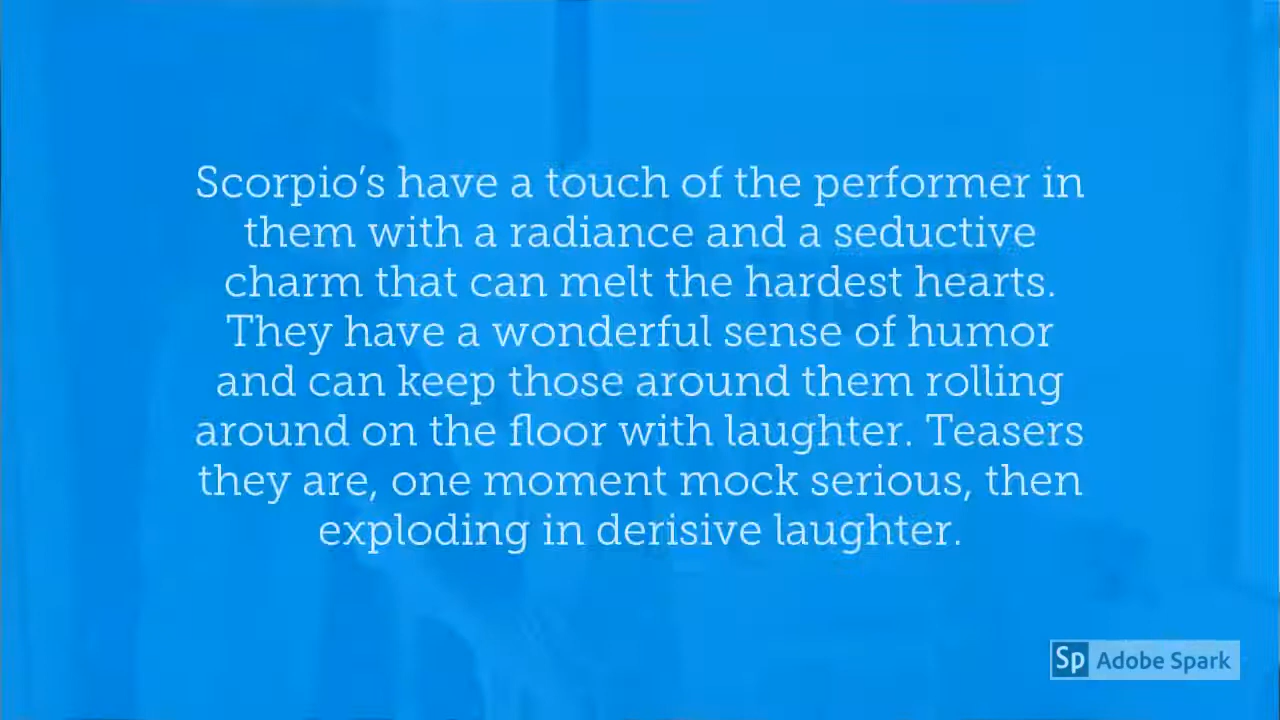 Scorpio’s have a touch of the performer in
them with a radiance and a seductive
charm that can melt the hardest hearts.
They have a wonderful sense of humor
and can keep those around them rolling
around on the floor with laughter. Teasers
they are, one moment mock serious, then
exploding in derisive laughter.
Sp Adobe Spark